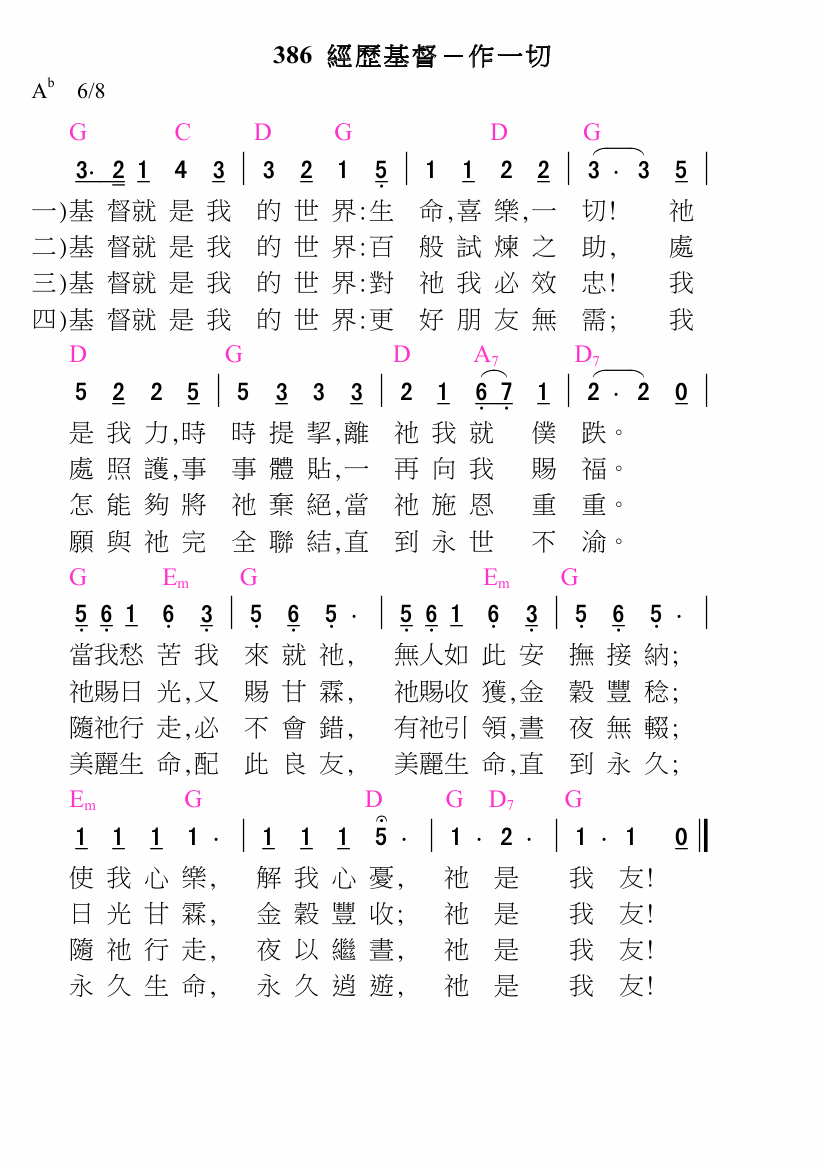 386 經歷基督－作一切
Ab 6/8
G C D G D G
3· 2 1 4 3 | 3 2 1 5 | 1 1 2 2 | 3 · 3 5 |
一)基 督就 是 我 的 世 界:生 命,喜 樂,一 切! 祂
二)基 督就 是 我 的 世 界:百 般 試 煉 之 助, 處
三)基 督就 是 我 的 世 界:對 祂 我 必 效 忠! 我
四)基 督就 是 我 的 世 界:更 好 朋 友 無 需; 我
D G D A7 D7
5 2 2 5 | 5 3 3 3 | 2 1 6 7 1 | 2 · 2 0 |
是 我 力,時 時 提 挈,離 祂 我 就 僕 跌。
處 照 護,事 事 體 貼,一 再 向 我 賜 福。
怎 能 夠 將 祂 棄 絕,當 祂 施 恩 重 重。
願 與 祂 完 全 聯 結,直 到 永 世 不 渝。
G Em G Em G
5 6 1 6 3 | 5 6 5 · | 5 6 1 6 3 | 5 6 5 · |
當我愁 苦 我 來 就 祂, 無人如 此 安 撫 接 納;
祂賜日 光,又 賜 甘 霖, 祂賜收 獲,金 穀 豐 稔;
隨祂行 走,必 不 會 錯, 有祂引 領,晝 夜 無 輟;
美麗生 命,配 此 良 友, 美麗生 命,直 到 永 久;
Em G D G D7 G
1 1 1 1 · | 1 1 1 5 · | 1 · 2 · | 1 · 1 0 ‖
使 我 心 樂, 解 我 心 憂, 祂 是 我 友!
日 光 甘 霖, 金 穀 豐 收; 祂 是 我 友!
隨 祂 行 走, 夜 以 繼 晝, 祂 是 我 友!
永 久 生 命, 永 久 逍 遊, 祂 是 我 友!